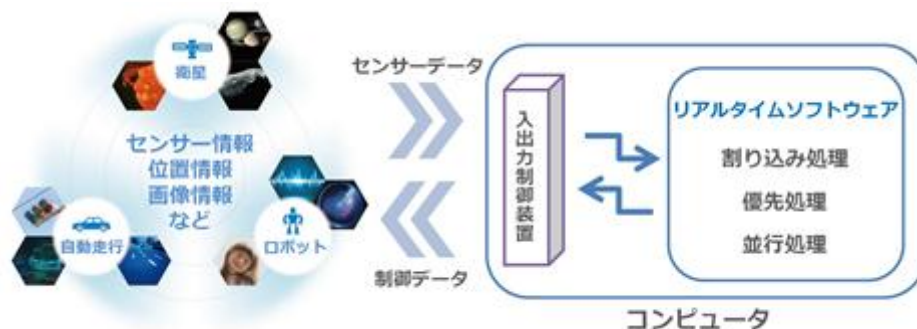 衛星
センサー情報
位置情報
画像情報
など
自動走行
ロボット
センサーデータ
制御データ
入出力制御装置
リアルタイムソフトウェア
割り込み処理
優先処理
並行処理
コンピュータ